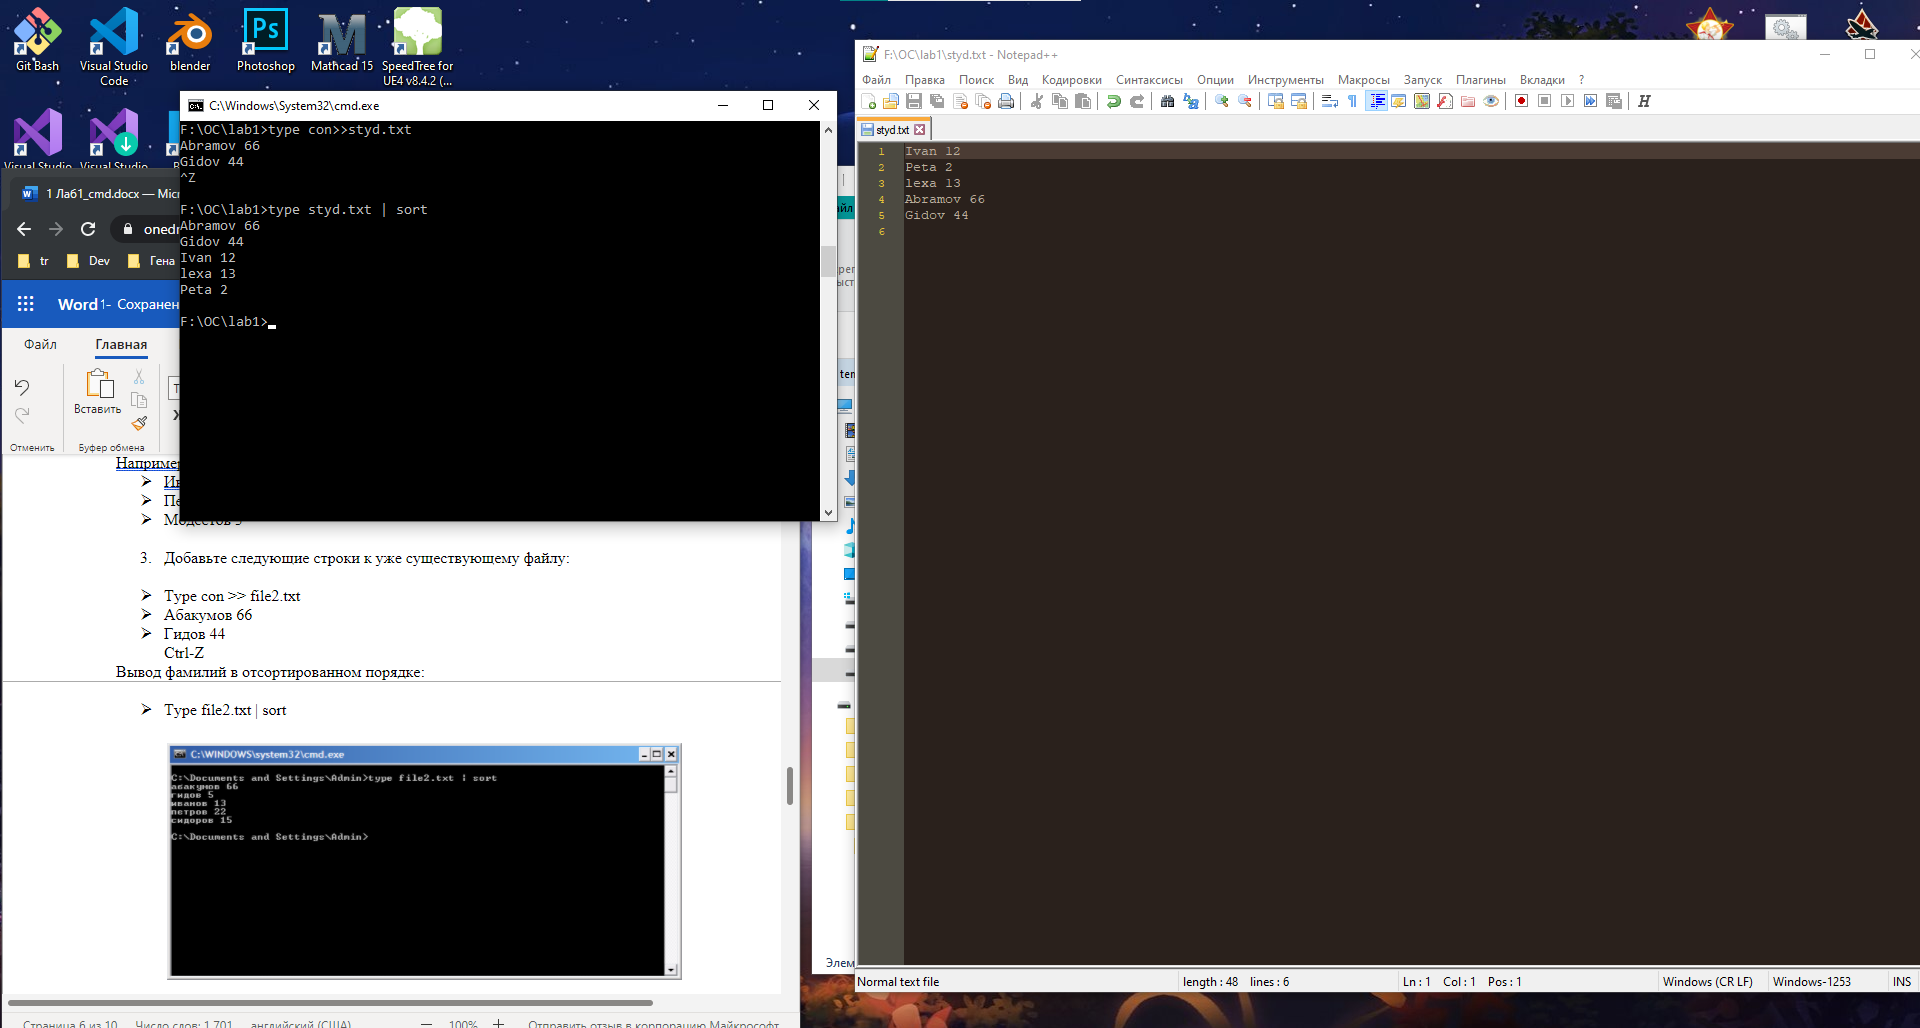 Git Bash
Visual Studio Code
blender
Photoshop
Mathcad 15
SpeedTree for UE4 v8.4.2 (...
Visual Studio
Visual Studio
C:\Windows\System32\cmd.exe
F:\OC\lab1>type con>>styd.txt
Abramov 66
Gidov 44
^Z
F:\OC\lab1>type styd.txt | sort
Abramov 66
Gidov 44
Ivan 12
lexa 13
Peta 2
F:\OC\lab1>
1 Лаб1_cmd.docx — Micr
onedr
tr
Dev
Гена
Word
1- Сохранен
Файл
Главная
Вставить
Отменить
Буфер обмена
Например
Ив
Пе
Модестов 5
3. Добавьте следующие строки к уже существующему файлу:
Type con >> file2.txt
Абакумов 66
Гидов 44
Ctrl-Z
Вывод фамилий в отсортированном порядке:
Type file2.txt | sort
C:\WINDOWS\system32\cmd.exe
C:\Documents and Settings\Admin>type file2.txt | sort
абакумов 66
гидов 5
иванов 13
петров 22
сидоров 15
C:\Documents and Settings\Admin>
Страница 6 из 10
Число слов: 1 701
английский (США)
100%
Отправить отзыв в корпорацию Майкрософт
Элем
F:\OC\lab1\styd.txt - Notepad++
Файл Правка Поиск Вид Кодировки Синтаксисы Опции Инструменты Макросы Запуск Плагины Вкладки ?
styd.txt
1 Ivan 12
2 Peta 2
3 lexa 13
4 Abramov 66
5 Gidov 44
6
Normal text file
length : 48 lines : 6
Ln : 1 Col : 1 Pos : 1
Windows (CR LF)
Windows-1253
INS